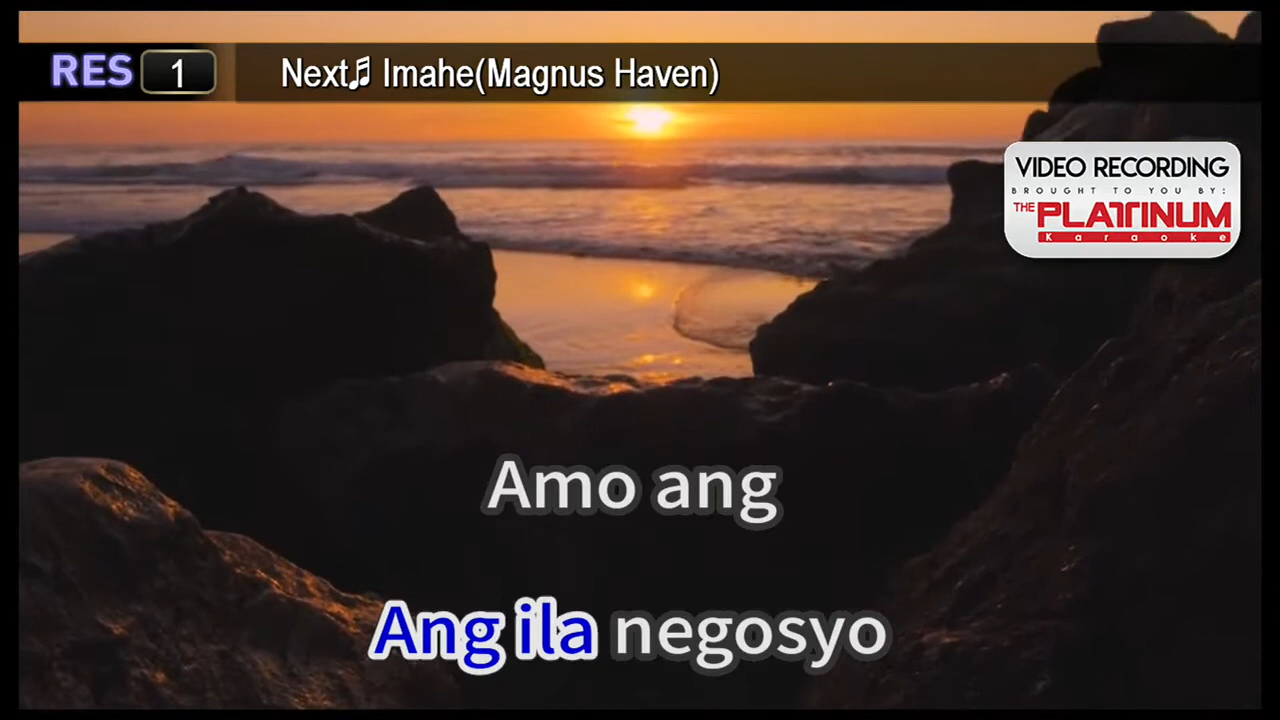 RES 1 Next♫ Imahe(Magnus Haven)
VIDEO RECORDING
BROUGHT TO YOU BY:
THE PLATINUM
Karaoke
Amo ang
Ang ila negosyo